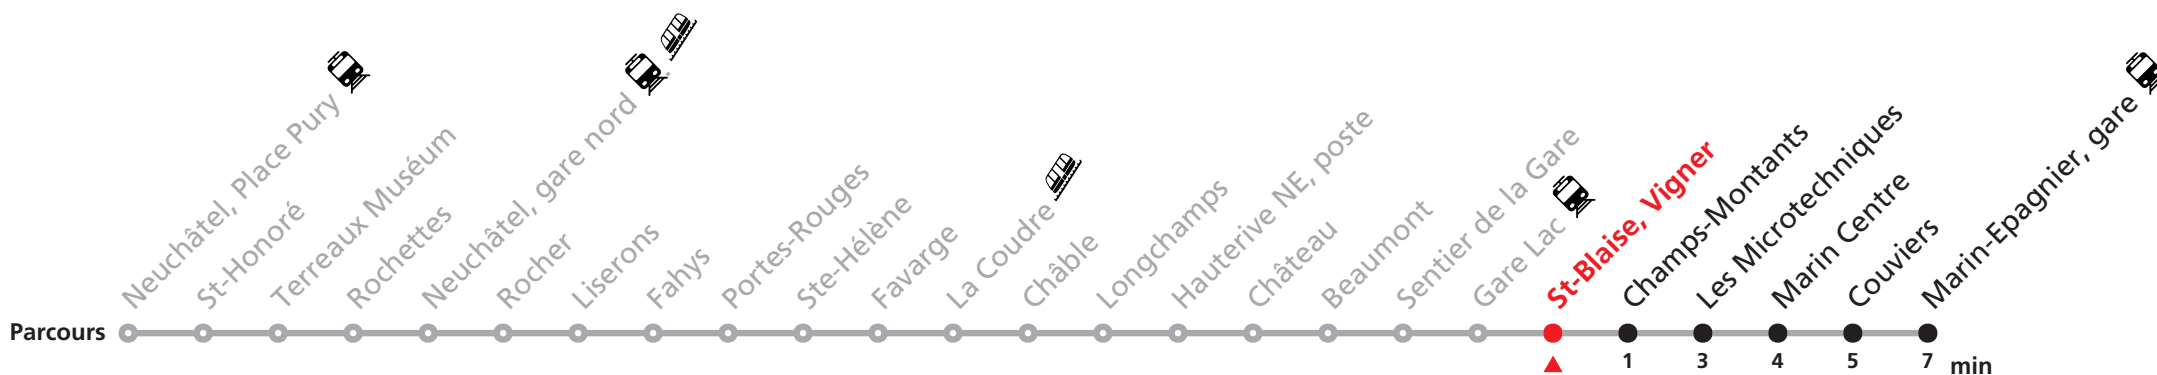 Neuchâtel, Place Pury
St-Honoré
Terreaux Muséum
Rochettes
Neuchâtel, gare nord
Rocher
Liserons
Fahys
Portes-Rouges
Ste-Hélène
Favarge
La Coudre
Châble
Longchamps
Hauterive NE, poste
Château
Beaumont
Sentier de la Gare
Gare Lac
St-Blaise, Vigner
Champs-Montants
Les Microtechniques
Marin Centre
Couviers
Marin-Epagnier, gare
Parcours
1 3 4 5 7 min